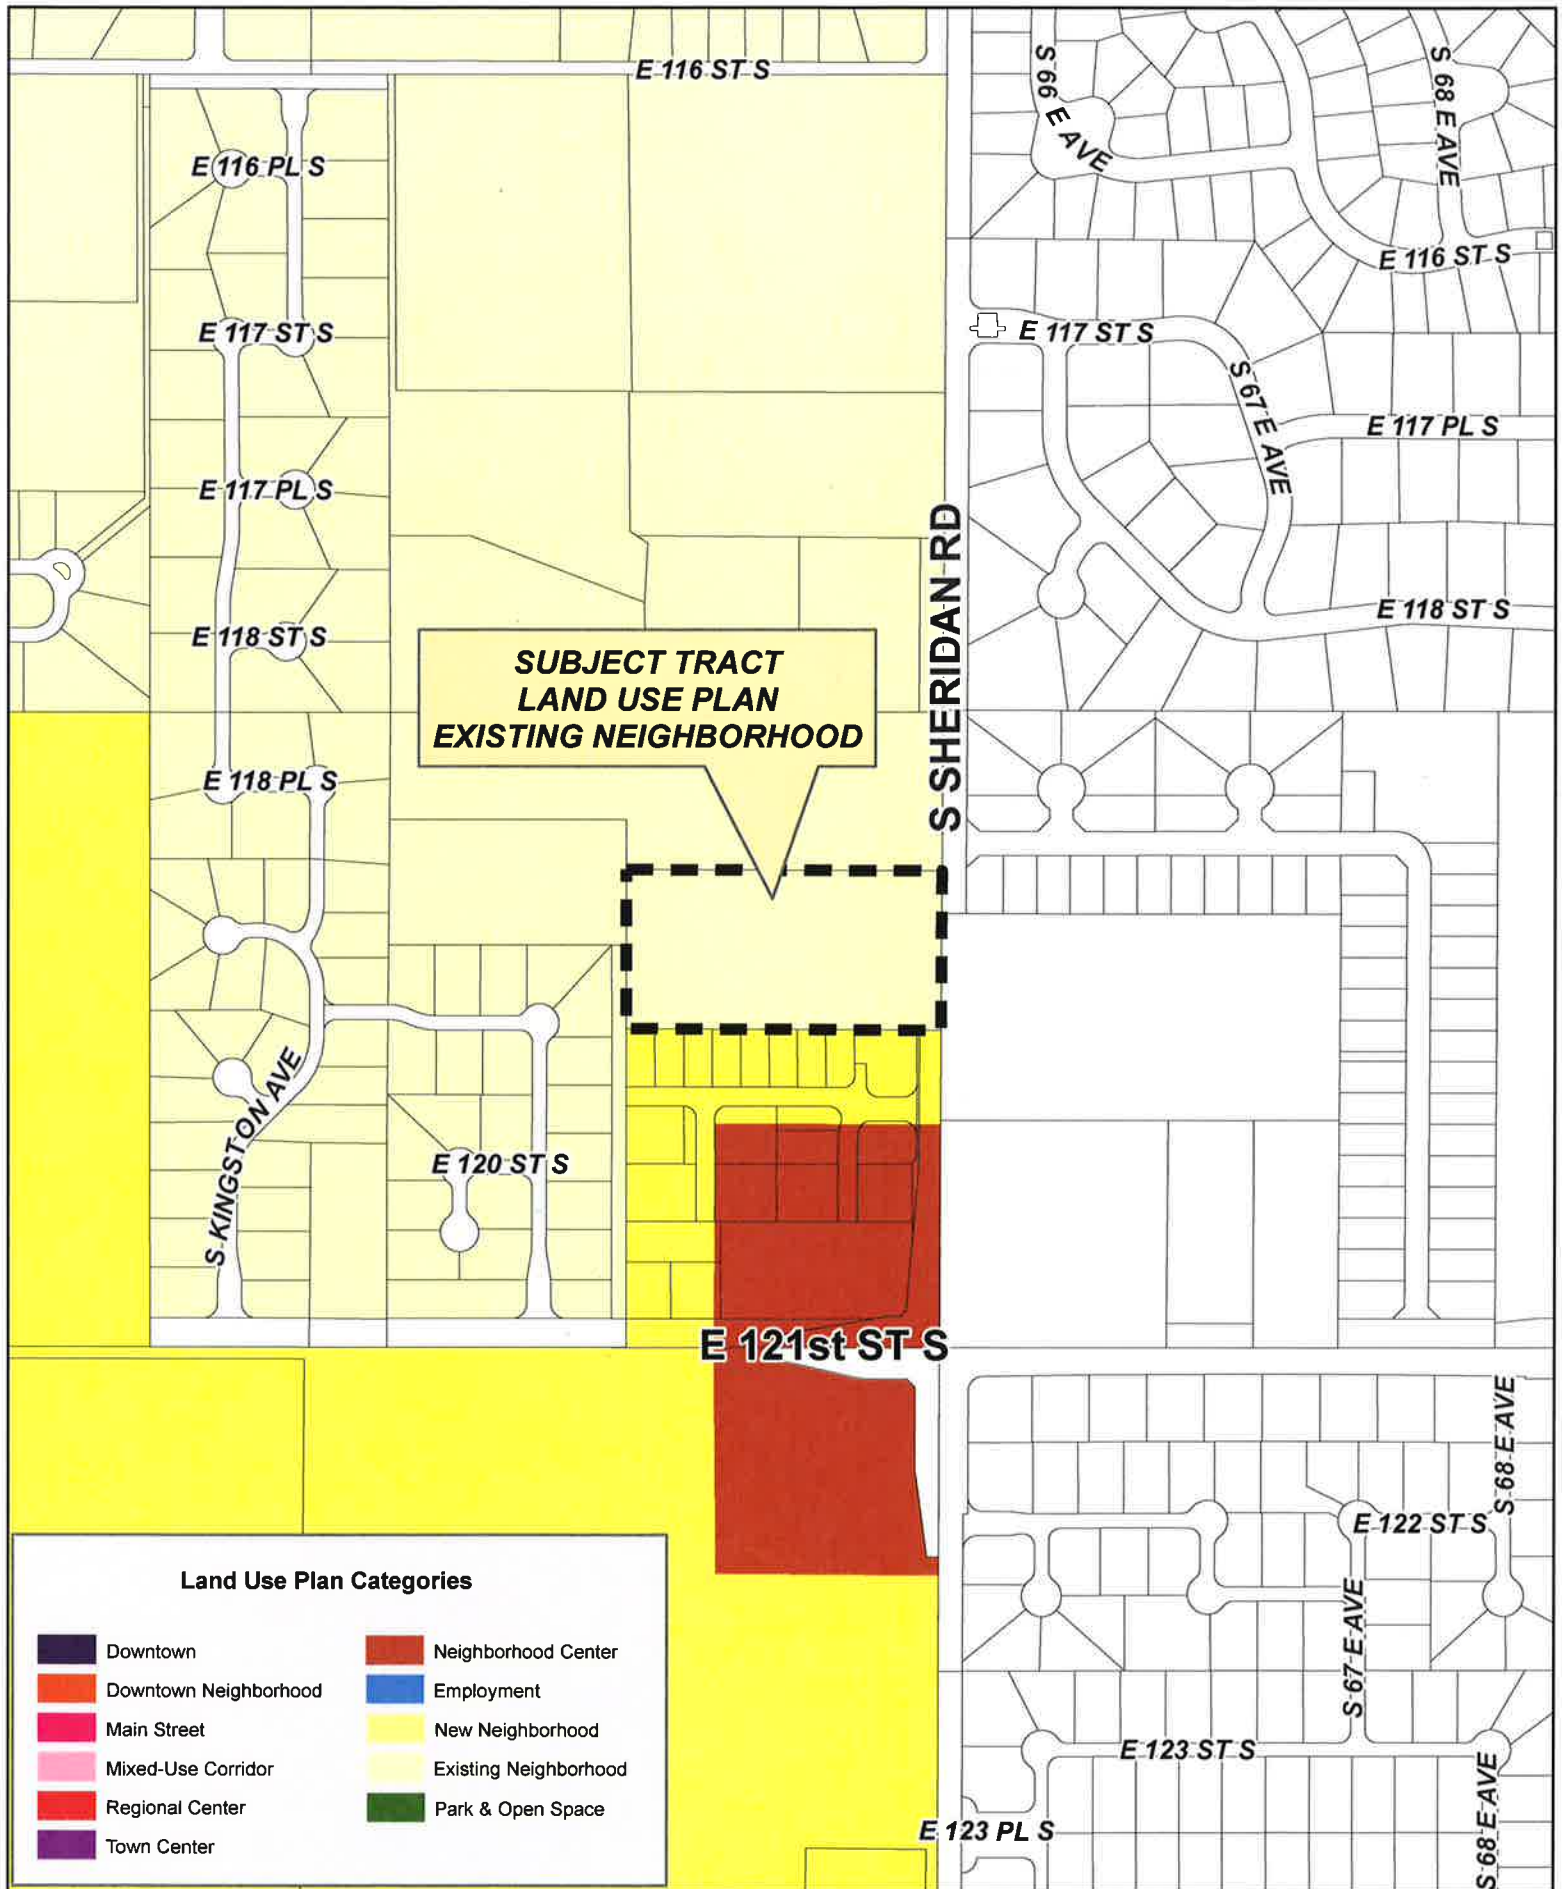 E 116 ST S
S 66 E AVE
S 68 E AVE
E 116 PL S
E 116 ST S
E 117 ST S
E 117 ST S
S 67 E AVE
E 117 PL S
E 117 PL S
S SHERIDAN RD
E 118 ST S
E 118 ST S
SUBJECT TRACT
LAND USE PLAN
EXISTING NEIGHBORHOOD
E 118 PL S
S KINGSTON AVE
E 120 ST S
E 121st ST S
S 68 E AVE
E 122 ST S
S 67 E AVE
E 123 ST S
S 68 E AVE
E 123 PL S
Land Use Plan Categories
Downtown
Downtown Neighborhood
Main Street
Mixed-Use Corridor
Regional Center
Town Center
Neighborhood Center
Employment
New Neighborhood
Existing Neighborhood
Park & Open Space